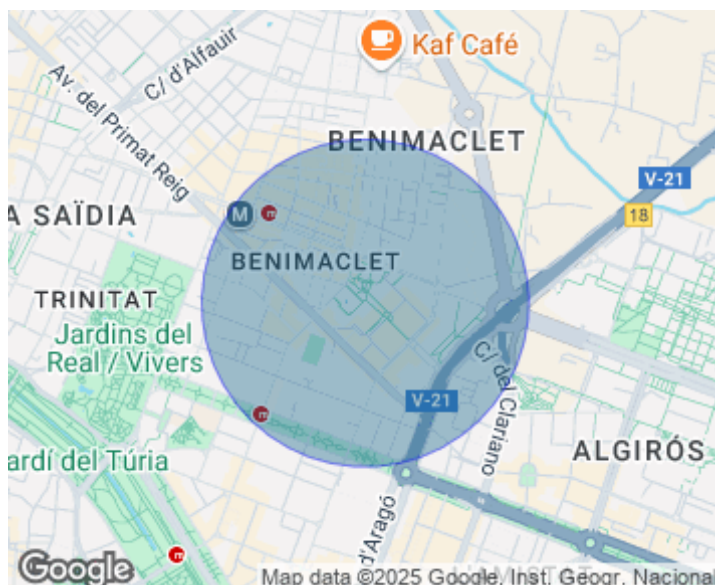 Kaf Café
C/ d'Alfauir
Av. del Primat Reig
BENIMACLET
V-21
18
A SAÏDIA
M
BENIMACLET
TRINITAT
Jardins del
Real / Vivers
V-21
C/ del Clariano
ALGIRÓS
ardí del Túria
d'Aragó
Google
Map data ©2025 Google, Inst. Geogr. Nacional